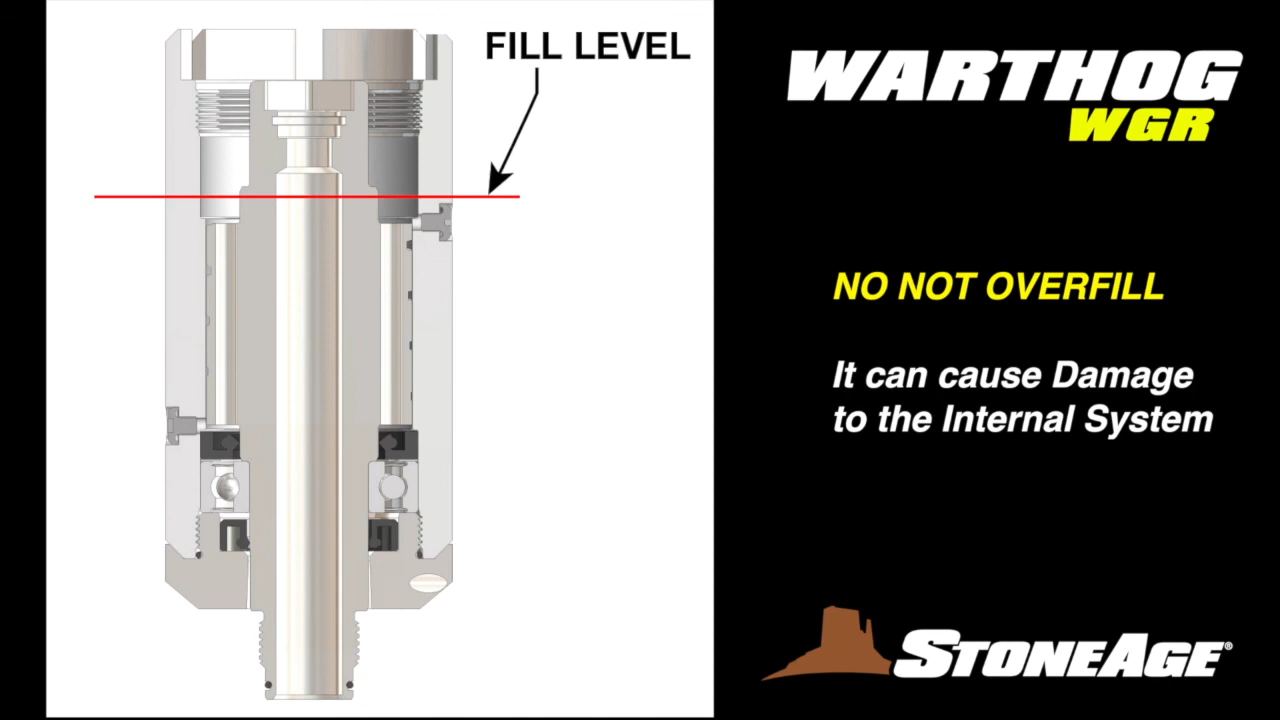 FILL LEVEL
WARTHOG
WGR
NO NOT OVERFILL
It can cause Damage
to the Internal System
STONEAGE®